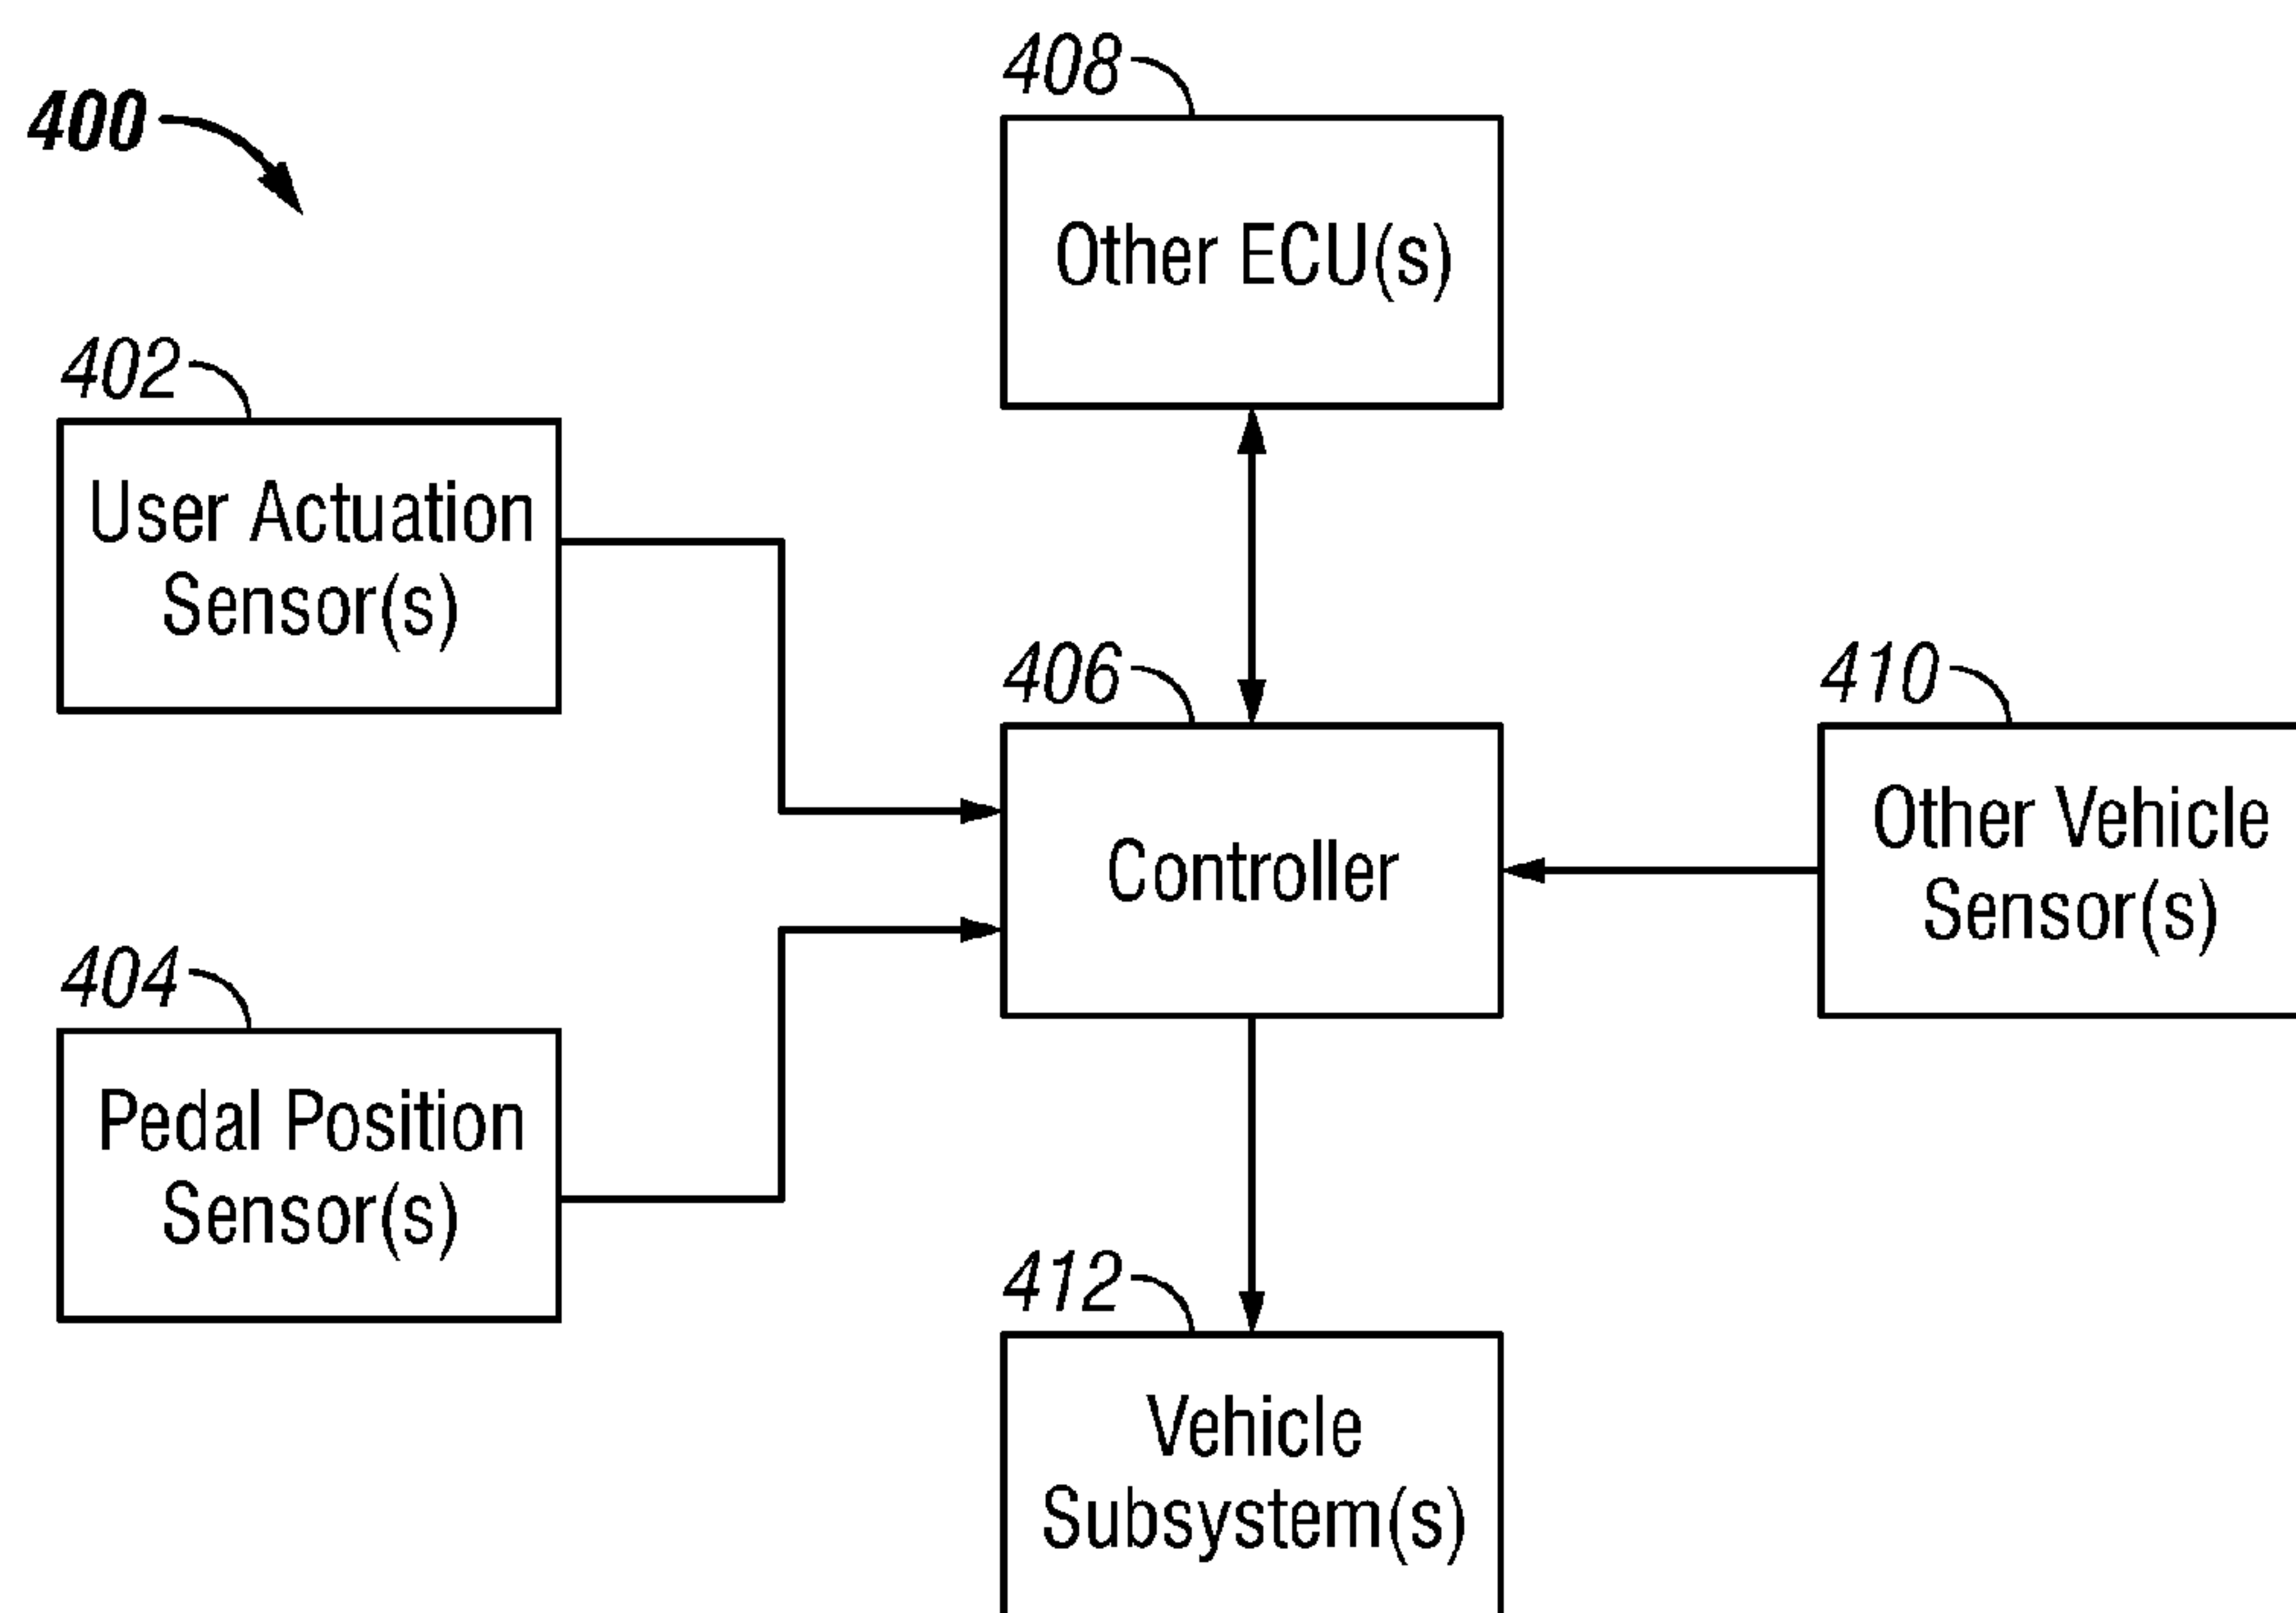 400
408
Other ECU(s)
402
User Actuation
Sensor(s)
406
Controller
410
Other Vehicle
Sensor(s)
404
Pedal Position
Sensor(s)
412
Vehicle
Subsystem(s)